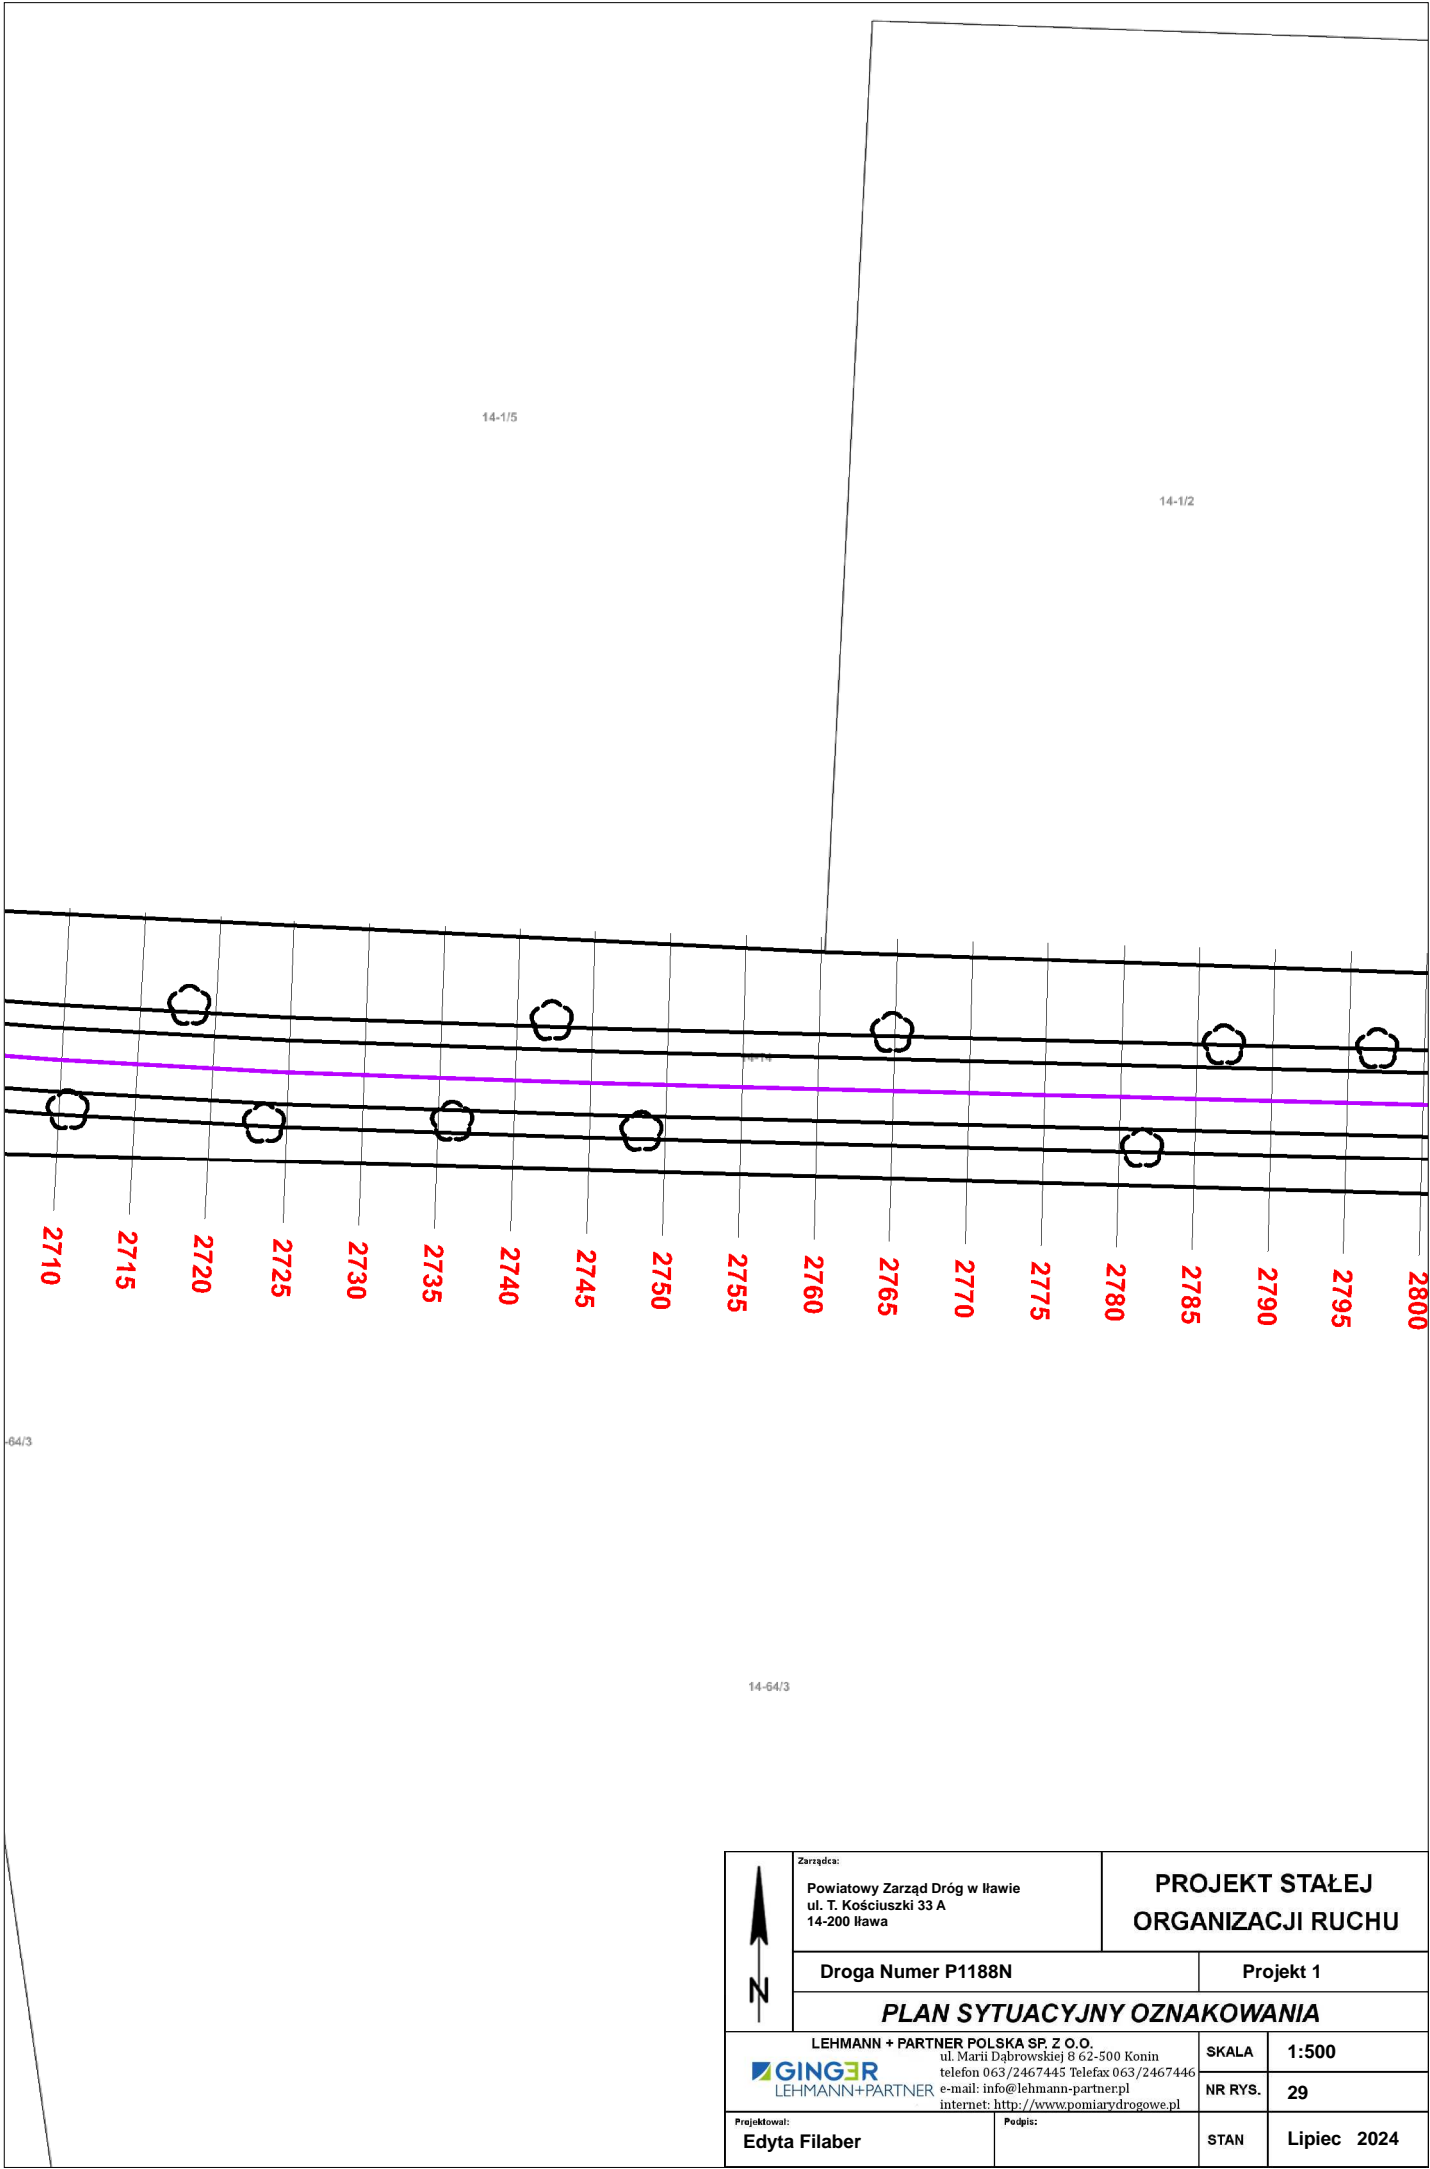 14-1/5
14-1/2
14-14
2710
2715
2720
2725
2730
2735
2740
2745
2750
2755
2760
2765
2770
2775
2780
2785
2790
2795
2800
-64/3
14-64/3
Zarządca:
Powiatowy Zarząd Dróg w Iławie
ul. T. Kościuszki 33 A
14-200 Iława
PROJEKT STAŁEJ
ORGANIZACJI RUCHU
N
Droga Numer P1188N
Projekt 1
PLAN SYTUACYJNY OZNAKOWANIA
LEHMANN + PARTNER POLSKA SP. Z O.O.
GINGER
LEHMANN+PARTNER
ul. Marii Dąbrowskiej 8 62-500 Konin
telefon 063/2467445 Telefax 063/2467446
e-mail: info@lehmann-partner.pl
internet: http://www.pomiarydrogowe.pl
SKALA 1:500
NR RYS. 29
Projektował:
Edyta Filaber
Podpis:
STAN Lipiec 2024